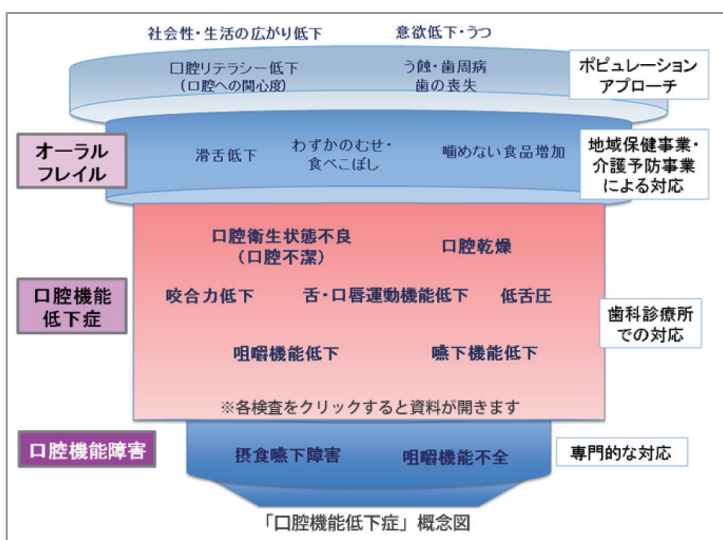 社会性・生活の広がり低下 意欲低下・うつ
口腔リテラシー低下
(口腔への関心度)
う蝕・歯周病
歯の喪失
ポピュレーション
アプローチ
オーラル
フレイル
滑舌低下
わずかのむせ・
食べこぼし
噛めない食品増加
地域保健事業・
介護予防事業
による対応
口腔衛生状態不良
(口腔不潔)
口腔乾燥
口腔機能
低下症
咬合力低下 舌・口唇運動機能低下 低舌圧
歯科診療所
での対応
咀嚼機能低下 嚥下機能低下
※各検査をクリックすると資料が開きます
口腔機能障害
摂食嚥下障害 咀嚼機能不全
専門的な対応
「口腔機能低下症」概念図